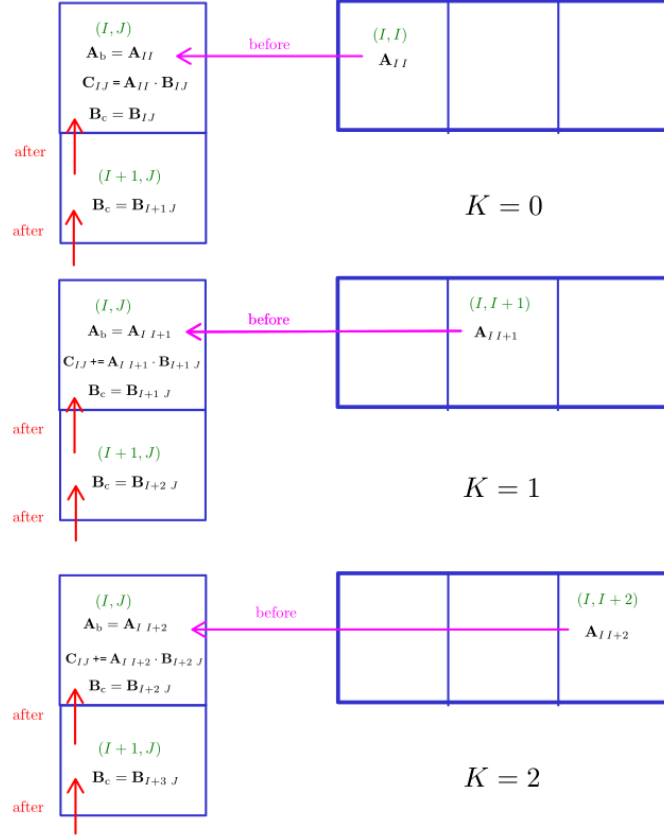 (I, J)
A_b = A_{II}
C_{IJ} = A_{II} · B_{IJ}
B_c = B_{IJ}
before
(I, I)
A_{I I}
after
(I + 1, J)
B_c = B_{I+1 J}
after
K = 0
(I, J)
A_b = A_{I I+1}
C_{IJ} += A_{I I+1} · B_{I+1 J}
B_c = B_{I+1 J}
before
(I, I + 1)
A_{I I+1}
after
(I + 1, J)
B_c = B_{I+2 J}
after
K = 1
(I, J)
A_b = A_{I I+2}
C_{IJ} += A_{I I+2} · B_{I+2 J}
B_c = B_{I+2 J}
before
(I, I + 2)
A_{I I+2}
after
(I + 1, J)
B_c = B_{I+3 J}
after
K = 2